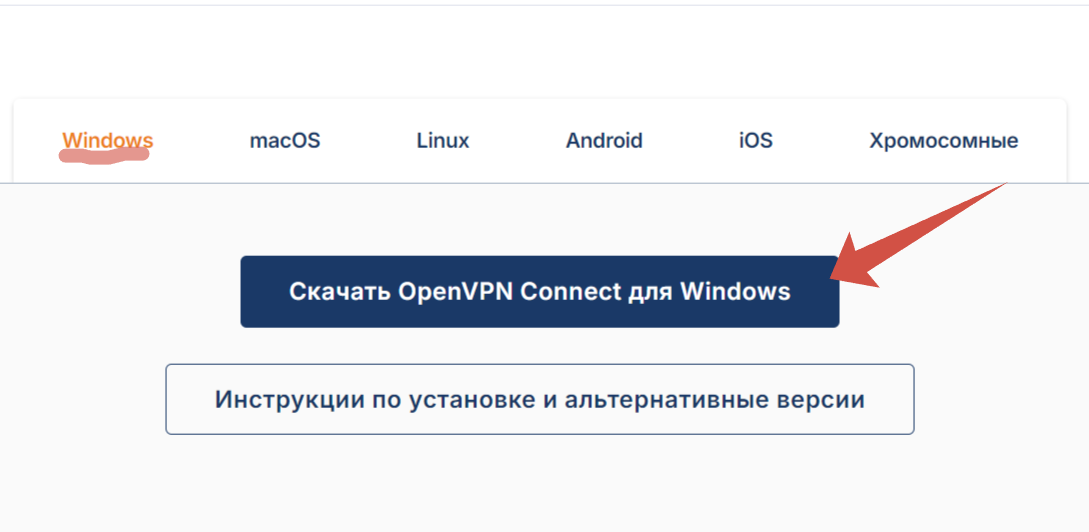 Windows macOS Linux Android iOS Хромосомные
Скачать OpenVPN Connect для Windows
Инструкции по установке и альтернативные версии